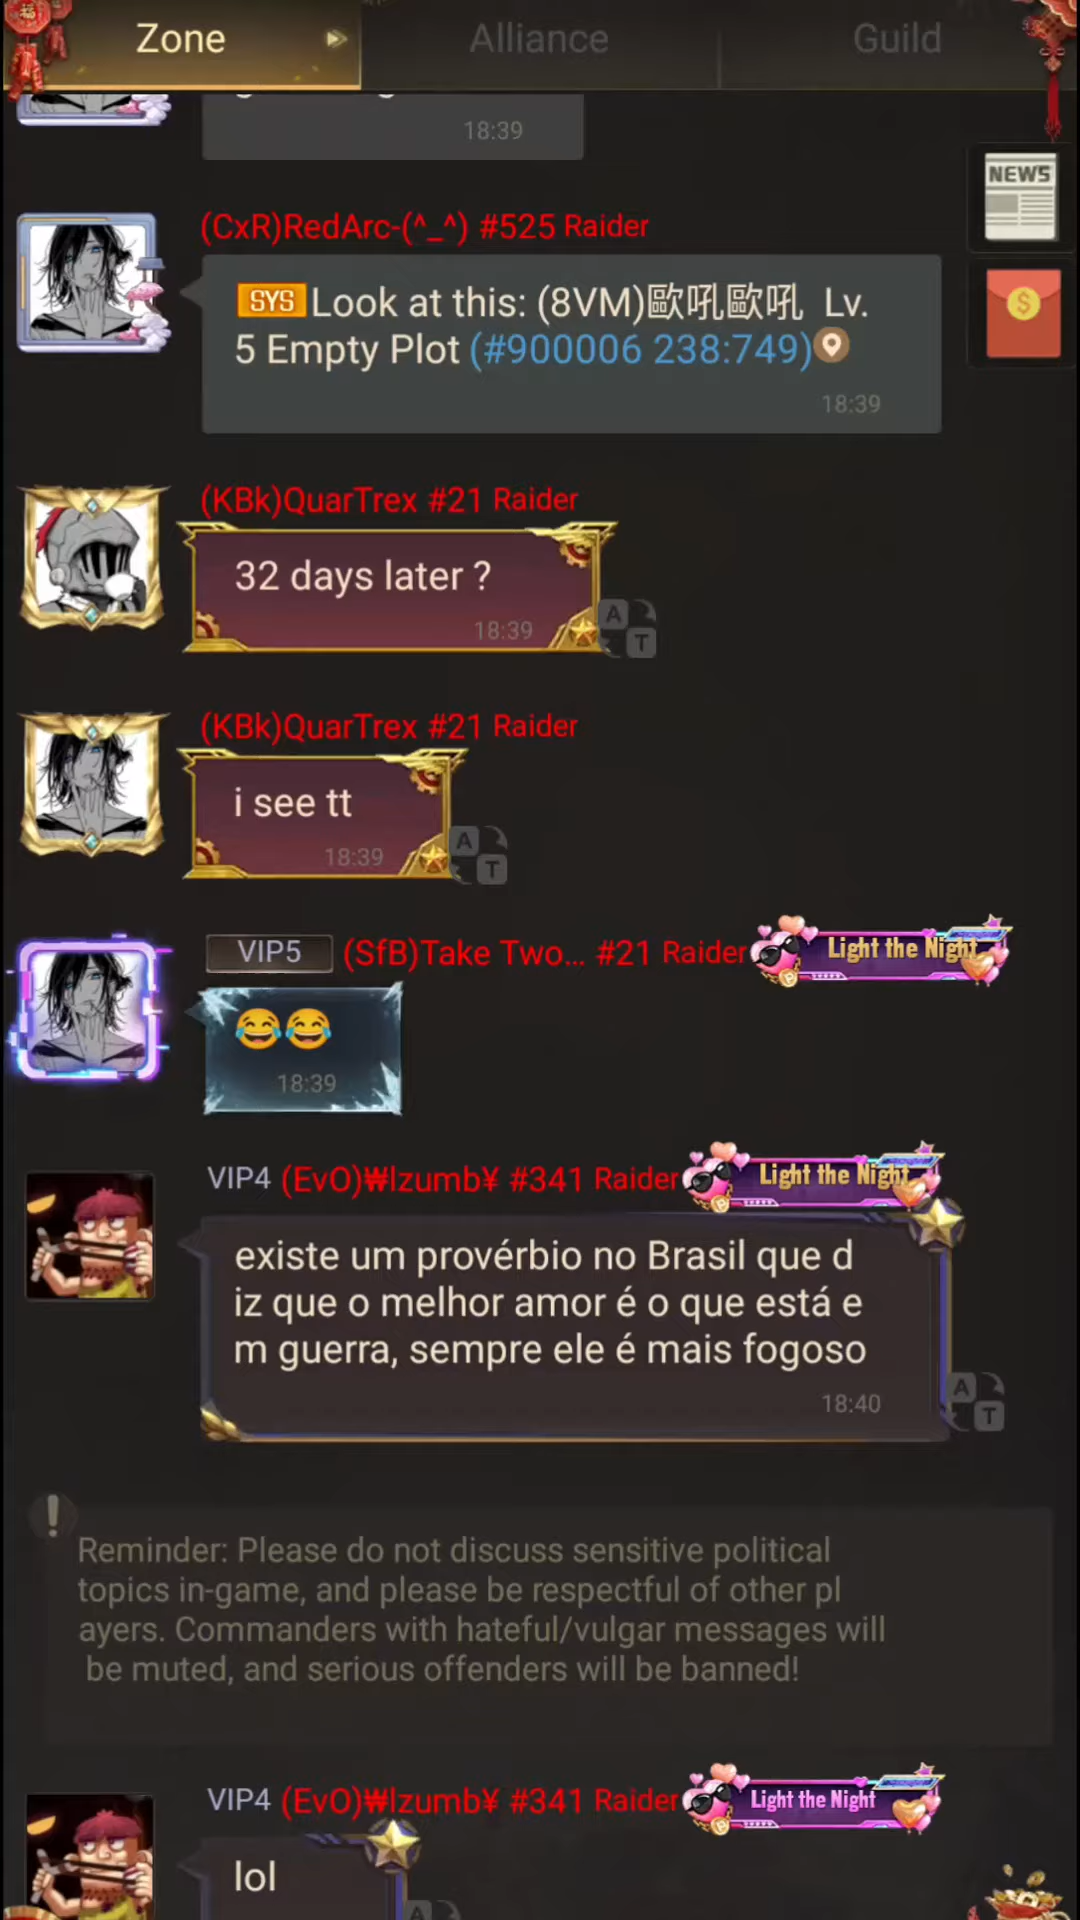 Zone
Alliance
Guild
18:39
NEWS
(CxR)RedArc-(^_^) #525 Raider
SYS Look at this: (8VM)歐吼歐吼 Lv.
5 Empty Plot (#900006 238:749)
18:39
(KBk)QuarTrex #21 Raider
32 days later ?
18:39
A
T
(KBk)QuarTrex #21 Raider
i see tt
18:39
A
T
VIP5 (SfB)Take Two... #21 Raider Light the Night
😂😂
18:39
VIP4 (EvO)₩lzumb¥ #341 Raider Light the Night
existe um provérbio no Brasil que d
iz que o melhor amor é o que está e
m guerra, sempre ele é mais fogoso
18:40
A
T
Reminder: Please do not discuss sensitive political
topics in-game, and please be respectful of other pl
ayers. Commanders with hateful/vulgar messages will
be muted, and serious offenders will be banned!
VIP4 (EvO)₩lzumb¥ #341 Raider Light the Night
lol
A